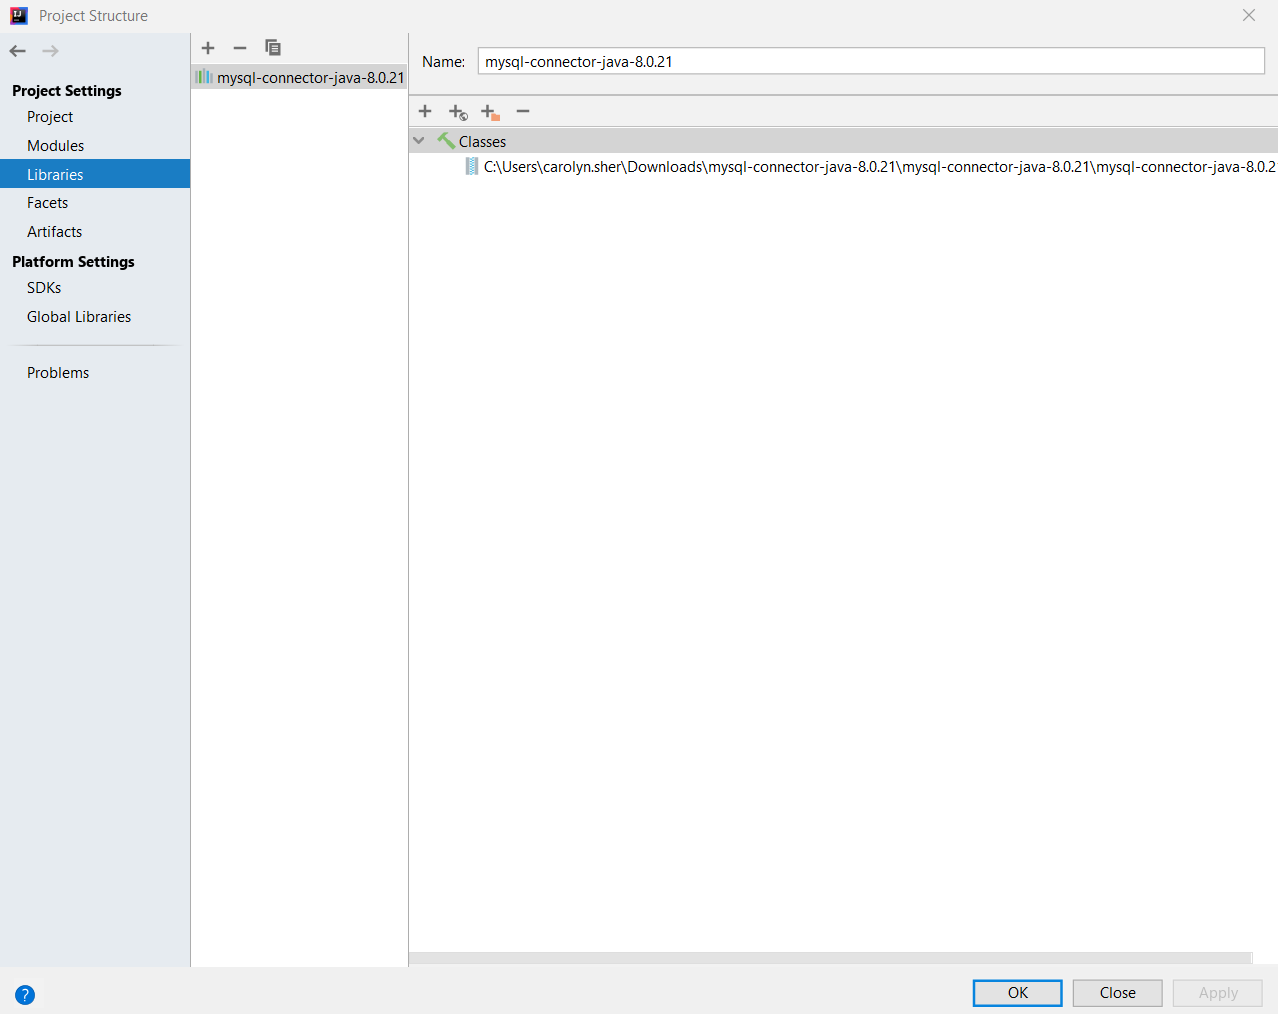 Project Structure
Project Settings
Project
Modules
Libraries
Facets
Artifacts
Platform Settings
SDKs
Global Libraries
Problems
mysql-connector-java-8.0.21
Name: mysql-connector-java-8.0.21
Classes
C:\Users\carolyn.sher\Downloads\mysql-connector-java-8.0.21\mysql-connector-java-8.0.21\mysql-connector-java-8.0.2
?
OK Close Apply